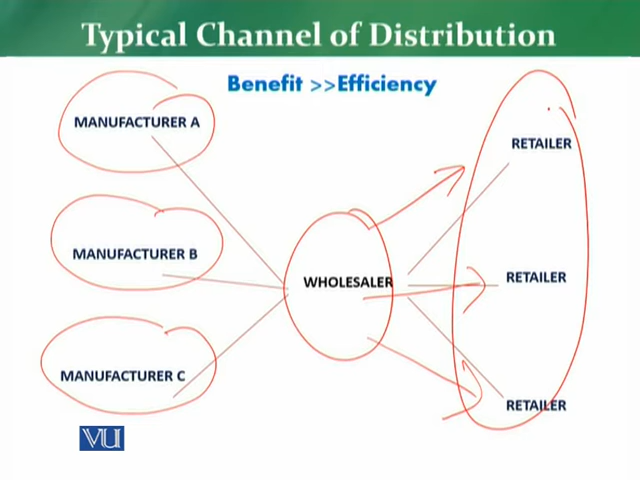 Typical Channel of Distribution
Benefit >>Efficiency
MANUFACTURER A
RETAILER
MANUFACTURER B
WHOLESALER
RETAILER
MANUFACTURER C
RETAILER
VU